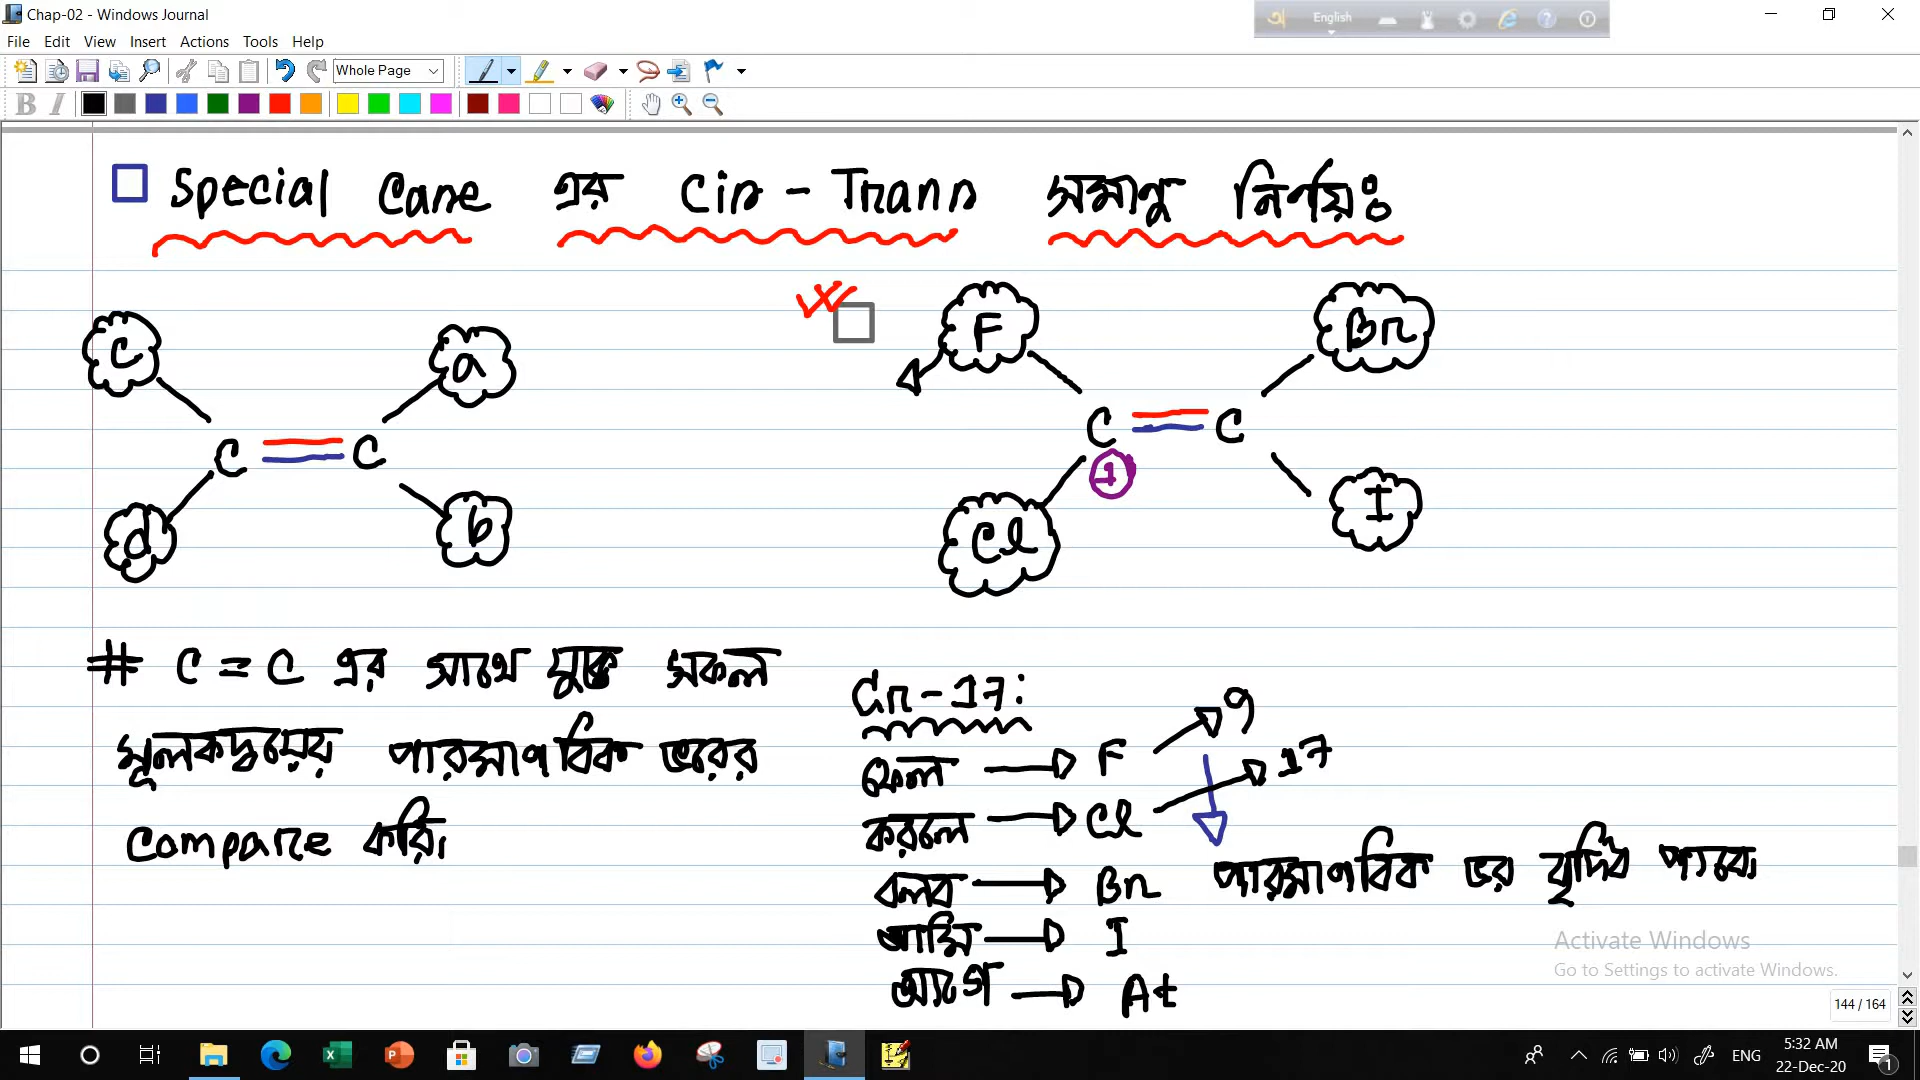 Chap-02 - Windows Journal
English
File Edit View Insert Actions Tools Help
Whole Page
B I
Special Case এর Cis - Trans সমাণু নির্ণয়ঃ
C a
F Br
C C
C C
1
d b
Cl I
# C = C এর সাথে যুক্ত সকল
মূলকদ্বয়ের পারমাণবিক ভরের
Compare করি।
Gr - 17:
ফেল F 9
করলে Cl 17
বলব Br
আমি I
At
পারমাণবিক ভর বৃদ্ধি পাবে।
Activate Windows
Go to Settings to activate Windows.
144 / 164
ENG
5:32 AM
22-Dec-20
1